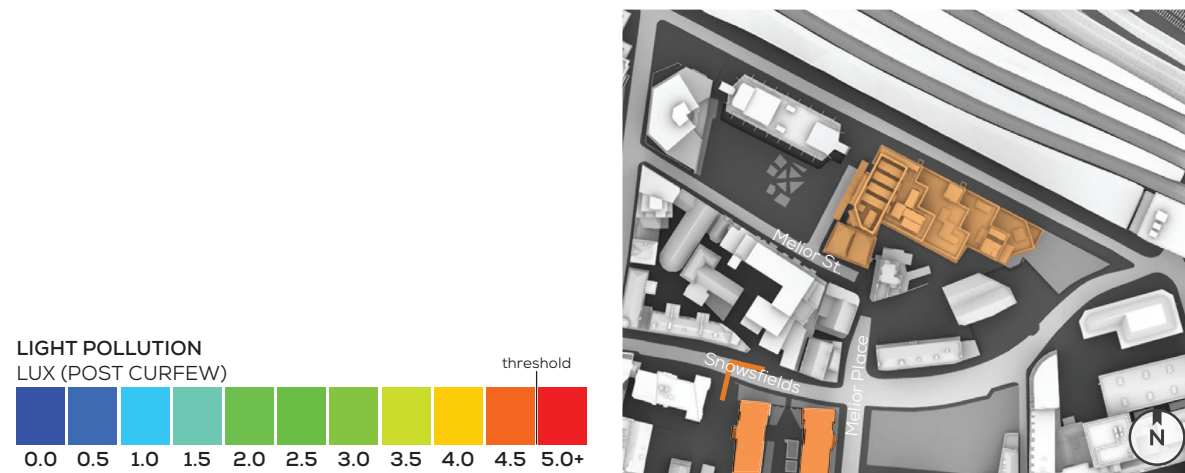 LIGHT POLLUTION
LUX (POST CURFEW)
threshold
0.0 0.5 1.0 1.5 2.0 2.5 3.0 3.5 4.0 4.5 5.0+
Melior St.
Snowsfields
Melior Place
N